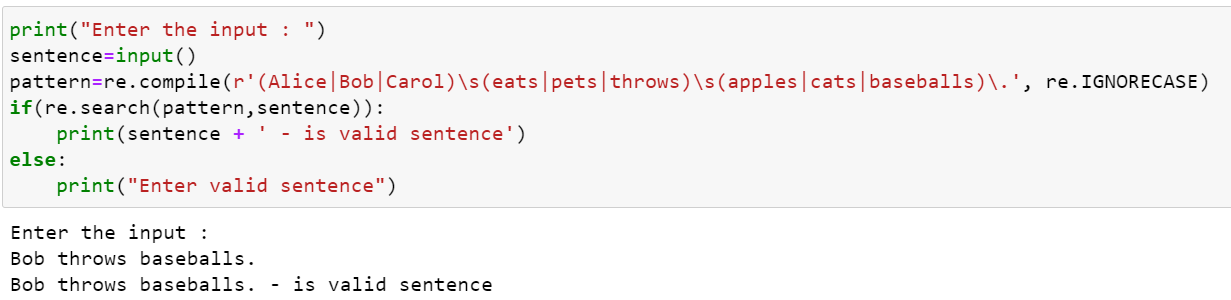 print("Enter the input : ")
sentence=input()
pattern=re.compile(r'(Alice|Bob|Carol)\s(eats|pets|throws)\s(apples|cats|baseballs)\.', re.IGNORECASE)
if(re.search(pattern,sentence)):
    print(sentence + ' - is valid sentence')
else:
    print("Enter valid sentence")
Enter the input :
Bob throws baseballs.
Bob throws baseballs. - is valid sentence